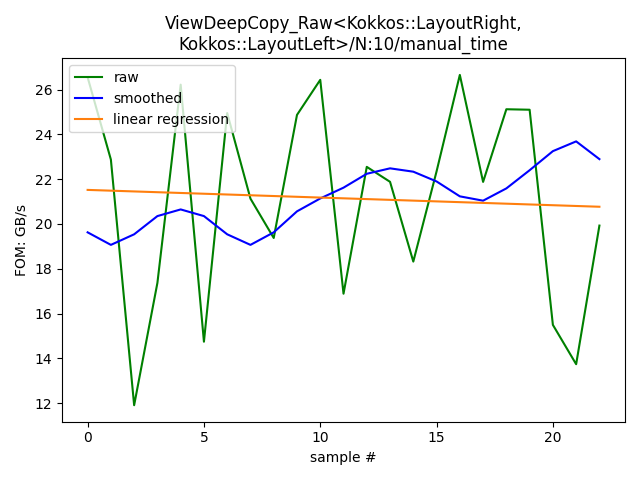 ViewDeepCopy_Raw<Kokkos::LayoutRight,
Kokkos::LayoutLeft>/N:10/manual_time
raw
smoothed
linear regression
FOM: GB/s
26
24
22
20
18
16
14
12
0
5
10
15
20
sample #